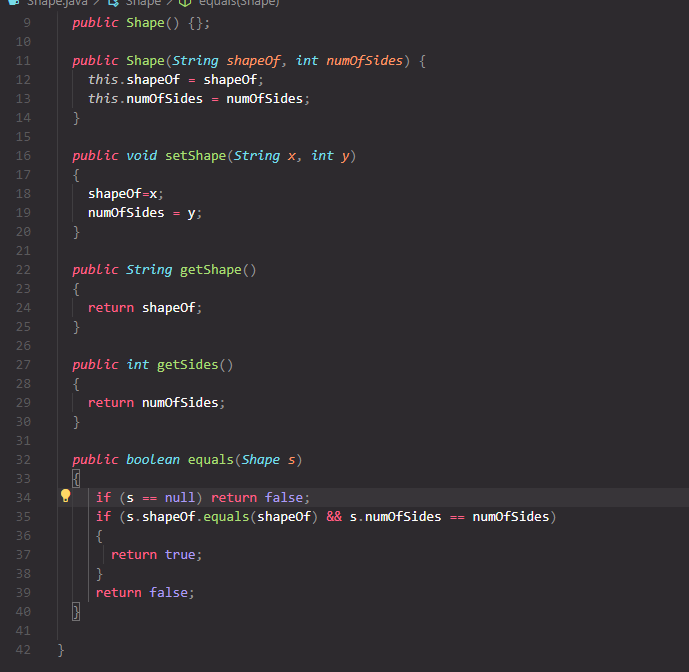 Shape.java > Shape > equals(Shape)
9 public Shape() {};
10
11 public Shape(String shapeOf, int numOfSides) {
12 this.shapeOf = shapeOf;
13 this.numOfSides = numOfSides;
14 }
15
16 public void setShape(String x, int y)
17 {
18 shapeOf=x;
19 numOfSides = y;
20 }
21
22 public String getShape()
23 {
24 return shapeOf;
25 }
26
27 public int getSides()
28 {
29 return numOfSides;
30 }
31
32 public boolean equals(Shape s)
33 {
34 if (s == null) return false;
35 if (s.shapeOf.equals(shapeOf) && s.numOfSides == numOfSides)
36 {
37 return true;
38 }
39 return false;
40 }
41
42 }